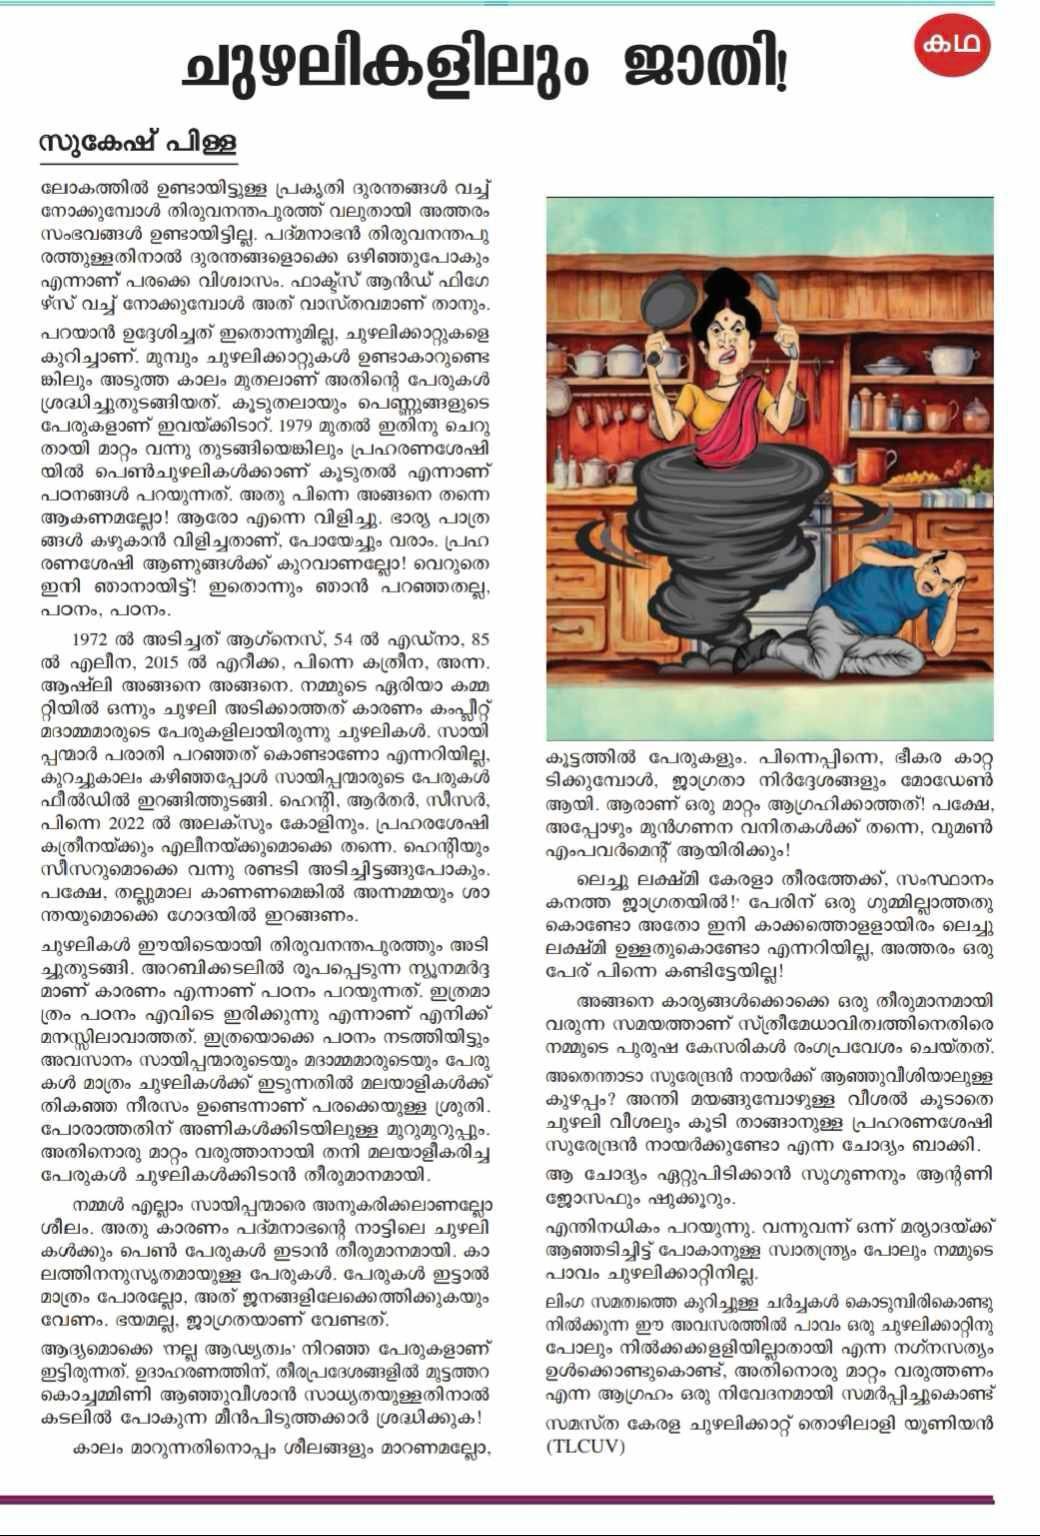 കഥ
ചുഴലികളിലും ജാതി!
സുകേഷ് പിള്ള
ലോകത്തിൽ ഉണ്ടായിട്ടുള്ള പ്രകൃതി ദുരന്തങ്ങൾ വച്ച്
നോക്കുമ്പോൾ തിരുവനന്തപുരത്ത് വലുതായി അത്തരം
സംഭവങ്ങൾ ഉണ്ടായിട്ടില്ല. പദ്മനാഭൻ തിരുവനന്തപു
രത്തുള്ളതിനാൽ ദുരന്തങ്ങളൊക്കെ ഒഴിഞ്ഞുപോകും
എന്നാണ് പരക്കെ വിശ്വാസം. ഫാക്ട്സ് ആൻഡ് ഫിഗേ
ഴ്സ് വച്ച് നോക്കുമ്പോൾ അത് വാസ്തവമാണ് താനും.
പറയാൻ ഉദ്ദേശിച്ചത് ഇതൊന്നുമില്ല, ചുഴലിക്കാറ്റുകളെ
കുറിച്ചാണ്. മുമ്പും ചുഴലിക്കാറ്റുകൾ ഉണ്ടാകാറുണ്ടെ
ങ്കിലും അടുത്ത കാലം മുതലാണ് അതിന്റെ പേരുകൾ
ശ്രദ്ധിച്ചുതുടങ്ങിയത്. കൂടുതലായും പെണ്ണുങ്ങളുടെ
പേരുകളാണ് ഇവയ്ക്കിടാറ്. 1979 മുതൽ ഇതിനു ചെറു
തായി മാറ്റം വന്നു തുടങ്ങിയെങ്കിലും പ്രഹരണശേഷി
യിൽ പെൺചുഴലികൾക്കാണ് കൂടുതൽ എന്നാണ്
പഠനങ്ങൾ പറയുന്നത്. അതു പിന്നെ അങ്ങനെ തന്നെ
ആകണമല്ലോ! ആരോ എന്നെ വിളിച്ചു. ഭാര്യ പാത്ര
ങ്ങൾ കഴുകാൻ വിളിച്ചതാണ്, പോയേച്ചും വരാം. പ്രഹ
രണശേഷി ആണുങ്ങൾക്ക് കുറവാണല്ലോ! വെറുതെ
ഇനി ഞാനായിട്ട്! ഇതൊന്നും ഞാൻ പറഞ്ഞതല്ല,
പഠനം, പഠനം.
1972 ൽ അടിച്ചത് ആഗ്നെസ്, 54 ൽ എഡ്നാ, 85
ൽ എലീന, 2015 ൽ എറീക്ക, പിന്നെ കത്രീന, അന്ന.
ആഷ്ലി അങ്ങനെ അങ്ങനെ. നമ്മുടെ ഏരിയാ കമ്മ
റ്റിയിൽ ഒന്നും ചുഴലി അടിക്കാത്തത് കാരണം കംപ്ലീറ്റ്
മദാമ്മമാരുടെ പേരുകളിലായിരുന്നു ചുഴലികൾ. സായി
പ്പന്മാർ പരാതി പറഞ്ഞത് കൊണ്ടാണോ എന്നറിയില്ല,
കുറച്ചുകാലം കഴിഞ്ഞപ്പോൾ സായിപ്പന്മാരുടെ പേരുകൾ
ഫീൽഡിൽ ഇറങ്ങിത്തുടങ്ങി. ഹെന്റി, ആർതർ, സീസർ,
പിന്നെ 2022 ൽ അലക്സും കോളിനും. പ്രഹരശേഷി
കത്രീനയ്ക്കും എലീനയ്ക്കുമൊക്കെ തന്നെ. ഹെന്റിയും
സീസറുമൊക്കെ വന്നു രണ്ടടി അടിച്ചിട്ടങ്ങുപോകും.
പക്ഷേ, തല്ലുമാല കാണണമെങ്കിൽ അന്നമ്മയും ശാ
ന്തയുമൊക്കെ ഗോദയിൽ ഇറങ്ങണം.
ചുഴലികൾ ഈയിടെയായി തിരുവനന്തപുരത്തും അടി
ച്ചുതുടങ്ങി. അറബിക്കടലിൽ രൂപപ്പെടുന്ന ന്യൂനമർദ്ദ
മാണ് കാരണം എന്നാണ് പഠനം പറയുന്നത്. ഇത്രമാ
ത്രം പഠനം എവിടെ ഇരിക്കുന്നു എന്നാണ് എനിക്ക്
മനസ്സിലാവാത്തത്. ഇത്രയൊക്കെ പഠനം നടത്തിയിട്ടും
അവസാനം സായിപ്പന്മാരുടെയും മദാമ്മമാരുടെയും പേരു
കൾ മാത്രം ചുഴലികൾക്ക് ഇടുന്നതിൽ മലയാളികൾക്ക്
തികഞ്ഞ നീരസം ഉണ്ടെന്നാണ് പരക്കെയുള്ള ശ്രുതി.
പോരാത്തതിന് അണികൾക്കിടയിലുള്ള മുറുമുറുപ്പും.
അതിനൊരു മാറ്റം വരുത്താനായി തനി മലയാളീകരിച്ച
പേരുകൾ ചുഴലികൾക്കിടാൻ തീരുമാനമായി.
നമ്മൾ എല്ലാം സായിപ്പന്മാരെ അനുകരിക്കലാണല്ലോ
ശീലം. അതു കാരണം പദ്മനാഭന്റെ നാട്ടിലെ ചുഴലി
കൾക്കും പെൺ പേരുകൾ ഇടാൻ തീരുമാനമായി. കാ
ലത്തിനനുസൃതമായുള്ള പേരുകൾ. പേരുകൾ ഇട്ടാൽ
മാത്രം പോരല്ലോ, അത് ജനങ്ങളിലേക്കെത്തിക്കുകയും
വേണം. ഭയമല്ല, ജാഗ്രതയാണ് വേണ്ടത്.
ആദ്യമൊക്കെ 'നല്ല ആഢ്യത്വം' നിറഞ്ഞ പേരുകളാണ്
ഇട്ടിരുന്നത്. ഉദാഹരണത്തിന്, തീരപ്രദേശങ്ങളിൽ മുട്ടത്തറ
കൊച്ചമ്മിണി ആഞ്ഞുവീശാൻ സാധ്യതയുള്ളതിനാൽ
കടലിൽ പോകുന്ന മീൻപിടുത്തക്കാർ ശ്രദ്ധിക്കുക!
കാലം മാറുന്നതിനൊപ്പം ശീലങ്ങളും മാറണമല്ലോ,
കൂട്ടത്തിൽ പേരുകളും. പിന്നെപ്പിന്നെ, ഭീകര കാറ്റ
ടിക്കുമ്പോൾ, ജാഗ്രതാ നിർദ്ദേശങ്ങളും മോഡേൺ
ആയി. ആരാണ് ഒരു മാറ്റം ആഗ്രഹിക്കാത്തത്! പക്ഷേ,
അപ്പോഴും മുൻഗണന വനിതകൾക്ക് തന്നെ, വുമൺ
എംപവർമെന്റ് ആയിരിക്കും!
ലെച്ചു ലക്ഷ്മി കേരളാ തീരത്തേക്ക്, സംസ്ഥാനം
കനത്ത ജാഗ്രതയിൽ!' പേരിന് ഒരു ഗുമ്മില്ലാത്തതു
കൊണ്ടോ അതോ ഇനി കാക്കത്തൊളളായിരം ലെച്ചു
ലക്ഷ്മി ഉള്ളതുകൊണ്ടോ എന്നറിയില്ല, അത്തരം ഒരു
പേര് പിന്നെ കണ്ടിട്ടേയില്ല!
അങ്ങനെ കാര്യങ്ങൾക്കൊക്കെ ഒരു തീരുമാനമായി
വരുന്ന സമയത്താണ് സ്ത്രീമേധാവിത്വത്തിനെതിരെ
നമ്മുടെ പുരുഷ കേസരികൾ രംഗപ്രവേശം ചെയ്തത്.
അതെന്താടാ സുരേന്ദ്രൻ നായർക്ക് ആഞ്ഞുവീശിയാലുള്ള
കുഴപ്പം? അന്തി മയങ്ങുമ്പോഴുള്ള വീശൽ കൂടാതെ
ചുഴലി വീശലും കൂടി താങ്ങാനുള്ള പ്രഹരണശേഷി
സുരേന്ദ്രൻ നായർക്കുണ്ടോ എന്ന ചോദ്യം ബാക്കി.
ആ ചോദ്യം ഏറ്റുപിടിക്കാൻ സുഗുണനും ആന്റണി
ജോസഫും ഷുക്കൂറും.
എന്തിനധികം പറയുന്നു. വന്നുവന്ന് ഒന്ന് മര്യാദയ്ക്ക്
ആഞ്ഞടിച്ചിട്ട് പോകാനുള്ള സ്വാതന്ത്ര്യം പോലും നമ്മുടെ
പാവം ചുഴലിക്കാറ്റിനില്ല.
ലിംഗ സമത്വത്തെ കുറിച്ചുള്ള ചർച്ചകൾ കൊടുമ്പിരികൊണ്ടു
നിൽക്കുന്ന ഈ അവസരത്തിൽ പാവം ഒരു ചുഴലിക്കാറ്റിനു
പോലും നിൽക്കക്കളളിയില്ലാതായി എന്ന നഗ്നസത്യം
ഉൾക്കൊണ്ടുകൊണ്ട്, അതിനൊരു മാറ്റം വരുത്തണം
എന്ന ആഗ്രഹം ഒരു നിവേദനമായി സമർപ്പിച്ചുകൊണ്ട്
സമസ്ത കേരള ചുഴലിക്കാറ്റ് തൊഴിലാളി യൂണിയൻ
(TLCUV)